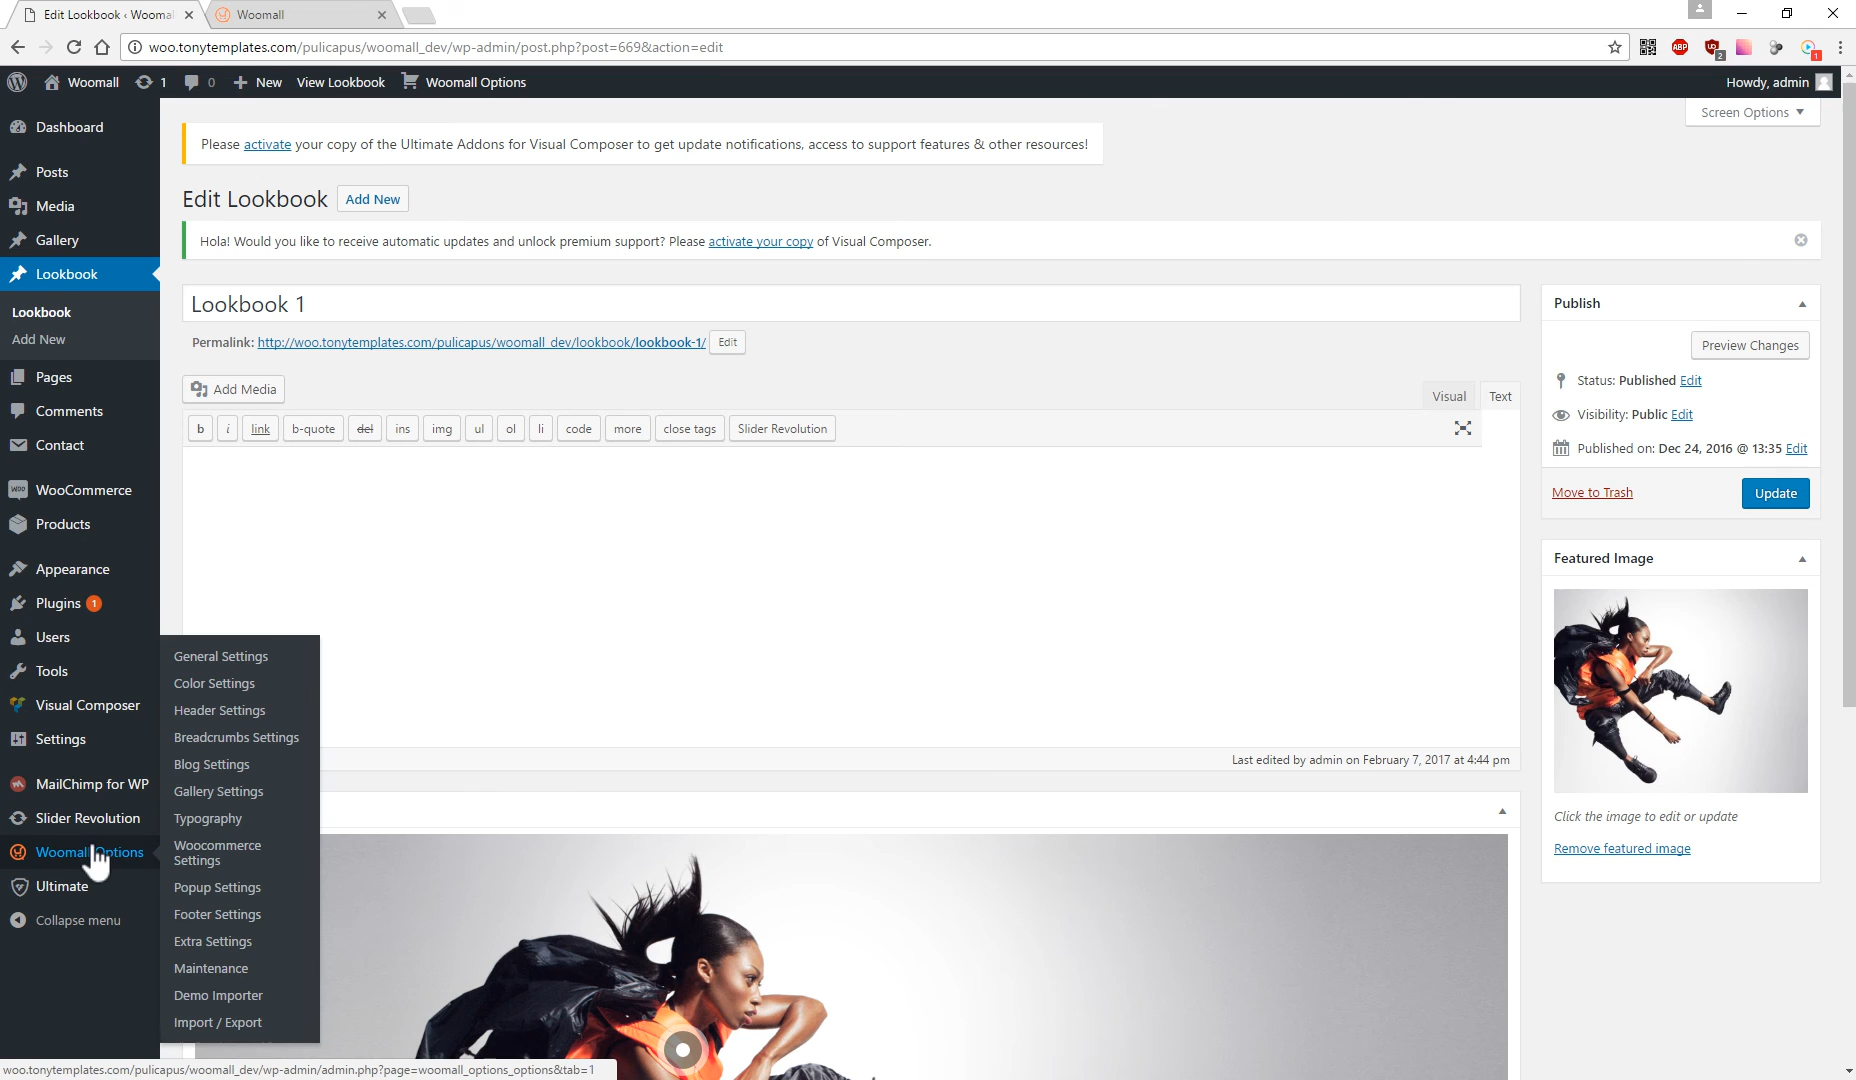 Edit Lookbook ‹ Woomal
Woomall
woo.tonytemplates.com/pulicapus/woomall_dev/wp-admin/post.php?post=669&action=edit
ABP
2
1
Woomall
1
0
New
View Lookbook
Woomall Options
Howdy, admin
Screen Options
Dashboard
Posts
Media
Gallery
Lookbook
Lookbook
Add New
Pages
Comments
Contact
WooCommerce
Products
Appearance
Plugins 1
Users
Tools
Visual Composer
Settings
MailChimp for WP
Slider Revolution
Woomall Options
Ultimate
Collapse menu
General Settings
Color Settings
Header Settings
Breadcrumbs Settings
Blog Settings
Gallery Settings
Typography
Woocommerce
Settings
Popup Settings
Footer Settings
Extra Settings
Maintenance
Demo Importer
Import / Export
Please activate your copy of the Ultimate Addons for Visual Composer to get update notifications, access to support features & other resources!
Edit Lookbook
Add New
Hola! Would you like to receive automatic updates and unlock premium support? Please activate your copy of Visual Composer.
Lookbook 1
Permalink: http://woo.tonytemplates.com/pulicapus/woomall_dev/lookbook/lookbook-1/
Edit
Add Media
Visual
Text
b
i
link
b-quote
del
ins
img
ul
ol
li
code
more
close tags
Slider Revolution
Last edited by admin on February 7, 2017 at 4:44 pm
Publish
Preview Changes
Status: Published Edit
Visibility: Public Edit
Published on: Dec 24, 2016 @ 13:35 Edit
Move to Trash
Update
Featured Image
Click the image to edit or update
Remove featured image
woo.tonytemplates.com/pulicapus/woomall_dev/wp-admin/admin.php?page=woomall_options_options&tab=1